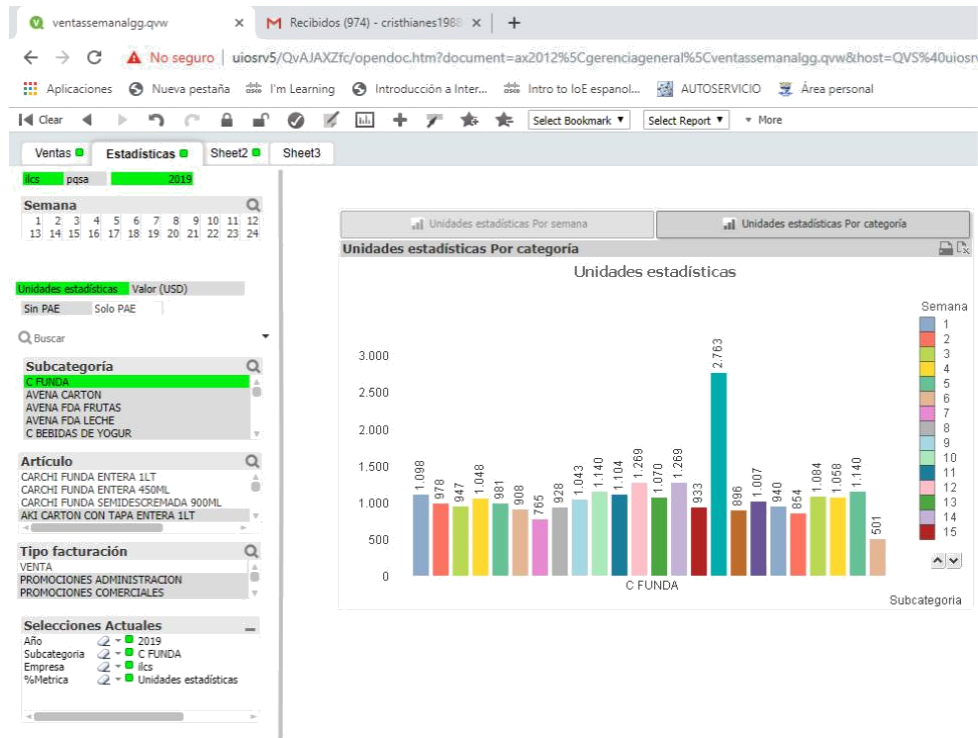 ventassemanalgg.qvw ×
M Recibidos (974) - cristhianes1988 × +
No seguro | uiosrv5/QvAJAXZfc/opendoc.htm?document=ax2012%5Cgerenciageneral%5Cventassemanalgg.qvw&host=QVS%40uiosrv
Aplicaciones Nueva pestaña I'm Learning Introducción a Inter... Intro to IoE espanol... AUTOSERVICIO Área personal
Clear Select Bookmark ▼ Select Report ▼ More
Ventas Estadísticas Sheet2 Sheet3
ilcs pqsa 2019
Semana
1 2 3 4 5 6 7 8 9 10 11 12
13 14 15 16 17 18 19 20 21 22 23 24
Unidades estadísticas Valor (USD)
Sin PAE Solo PAE
Buscar
Subcategoría
C FUNDA
AVENA CARTON
AVENA FDA FRUTAS
AVENA FDA LECHE
C BEBIDAS DE YOGUR
Artículo
CARCHI FUNDA ENTERA 1LT
CARCHI FUNDA ENTERA 450ML
CARCHI FUNDA SEMIDESCREMADA 900ML
AKI CARTON CON TAPA ENTERA 1LT
Tipo facturación
VENTA
PROMOCIONES ADMINISTRACION
PROMOCIONES COMERCIALES
Selecciones Actuales
Año 2019
Subcategoria C FUNDA
Empresa ilcs
%Metrica Unidades estadísticas
Unidades estadísticas Por semana
Unidades estadísticas Por categoría
Unidades estadísticas Por categoría
Unidades estadísticas
3.000
2.500
2.000
1.500
1.000
500
0
1.098
978
947
1.048
981
908
765
928
1.043
1.140
1.104
1.269
1.070
1.269
933
2.763
896
1.007
940
854
1.084
1.058
1.140
501
C FUNDA
Subcategoria
Semana
1
2
3
4
5
6
7
8
9
10
11
12
13
14
15